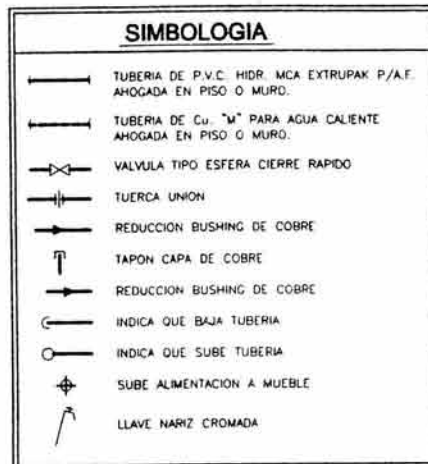 SIMBOLOGIA
TUBERIA DE P.V.C. HIDR. MCA EXTRUPAK P/A.F.
AHOGADA EN PISO O MURO.
TUBERIA DE Cu. "M" PARA AGUA CALIENTE
AHOGADA EN PISO O MURO.
VALVULA TIPO ESFERA CIERRE RAPIDO
TUERCA UNION
REDUCCION BUSHING DE COBRE
TAPON CAPA DE COBRE
REDUCCION BUSHING DE COBRE
INDICA QUE BAJA TUBERIA
INDICA QUE SUBE TUBERIA
SUBE ALIMENTACION A MUEBLE
LLAVE NARIZ CROMADA